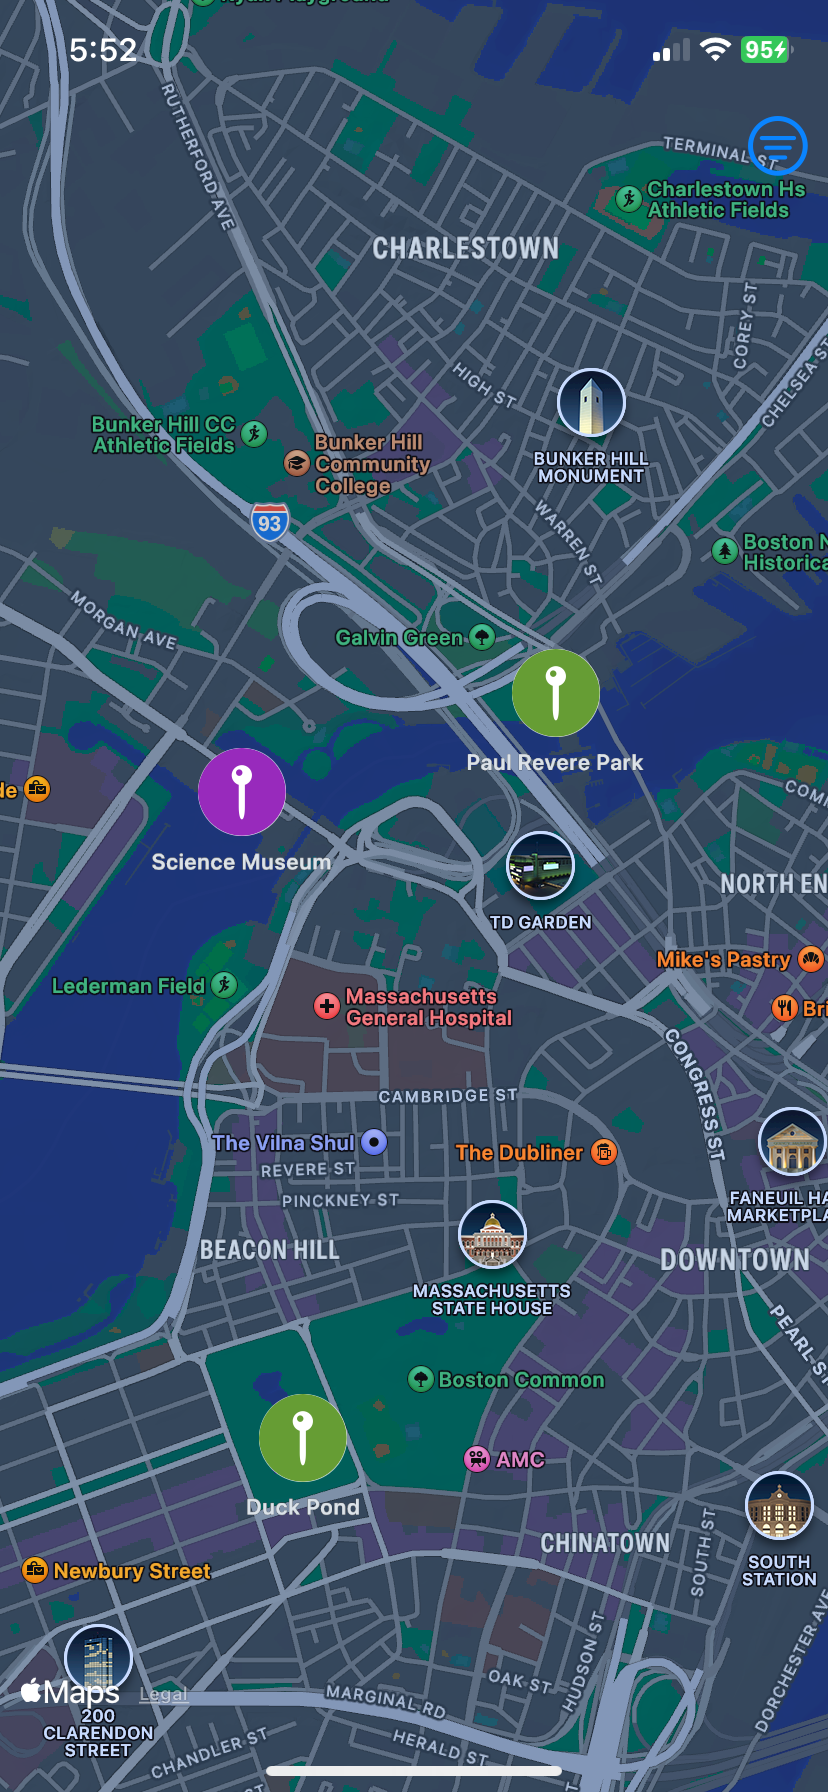 5:52
95
RUTHERFORD AVE
TERMINAL ST
Charlestown Hs
Athletic Fields
CHARLESTOWN
COREY ST
CHELSEA ST
HIGH ST
Bunker Hill CC
Athletic Fields
Bunker Hill
Community
College
BUNKER HILL
MONUMENT
93
WARREN ST
Boston N
Historica
MORGAN AVE
Galvin Green
Paul Revere Park
de
COMM
Science Museum
NORTH EN
TD GARDEN
Mike's Pastry
Lederman Field
Massachusetts
General Hospital
Bri
CONGRESS ST
CAMBRIDGE ST
The Vilna Shul
The Dubliner
REVERE ST
PINCKNEY ST
FANEUIL HA
MARKETPLA
BEACON HILL
DOWNTOWN
MASSACHUSETTS
STATE HOUSE
PEARL ST
Boston Common
AMC
Duck Pond
CHINATOWN
SOUTH ST
SOUTH
STATION
Newbury Street
HUDSON ST
DORCHESTER AVE
OAK ST
Maps
Legal
200
CLARENDON
STREET
MARGINAL RD
HERALD ST
CHANDLER ST